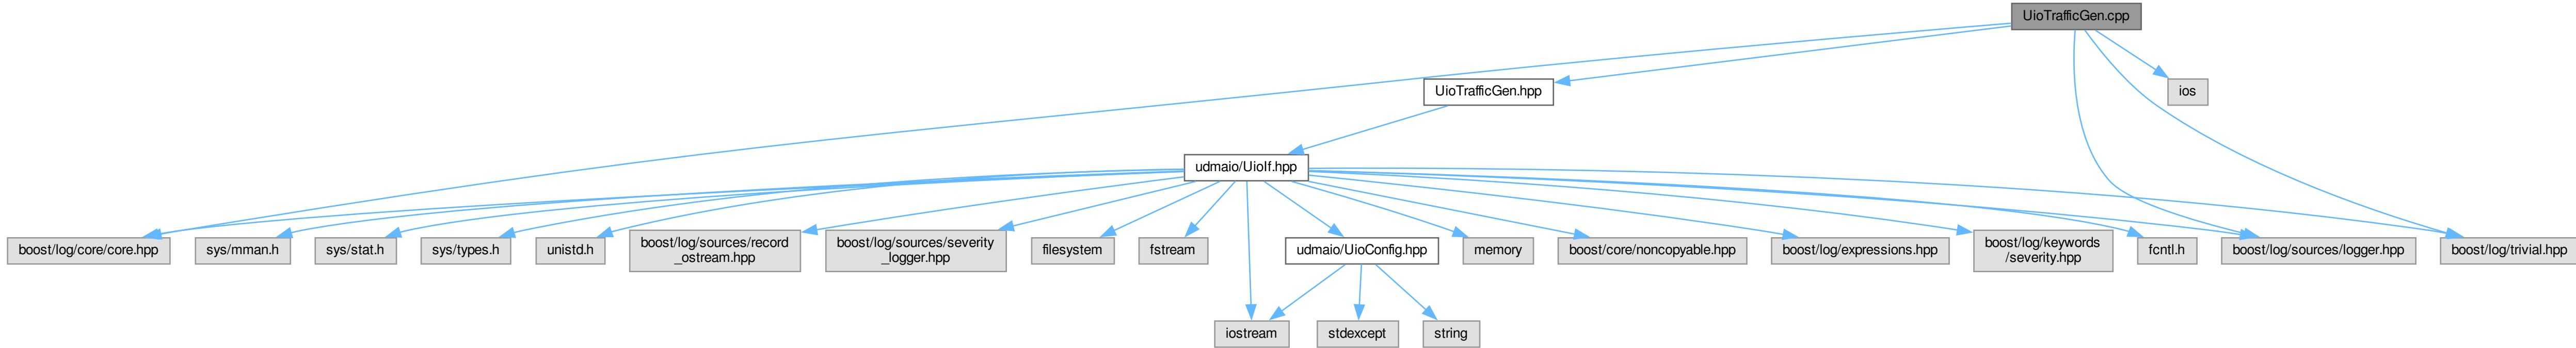 UioTrafficGen.cpp
UioTrafficGen.hpp
ios
udmaio/UioIf.hpp
boost/log/core/core.hpp
sys/mman.h
sys/stat.h
sys/types.h
unistd.h
boost/log/sources/record
_ostream.hpp
boost/log/sources/severity
_logger.hpp
filesystem
fstream
udmaio/UioConfig.hpp
memory
boost/core/noncopyable.hpp
boost/log/expressions.hpp
boost/log/keywords
/severity.hpp
fcntl.h
boost/log/sources/logger.hpp
boost/log/trivial.hpp
iostream
stdexcept
string